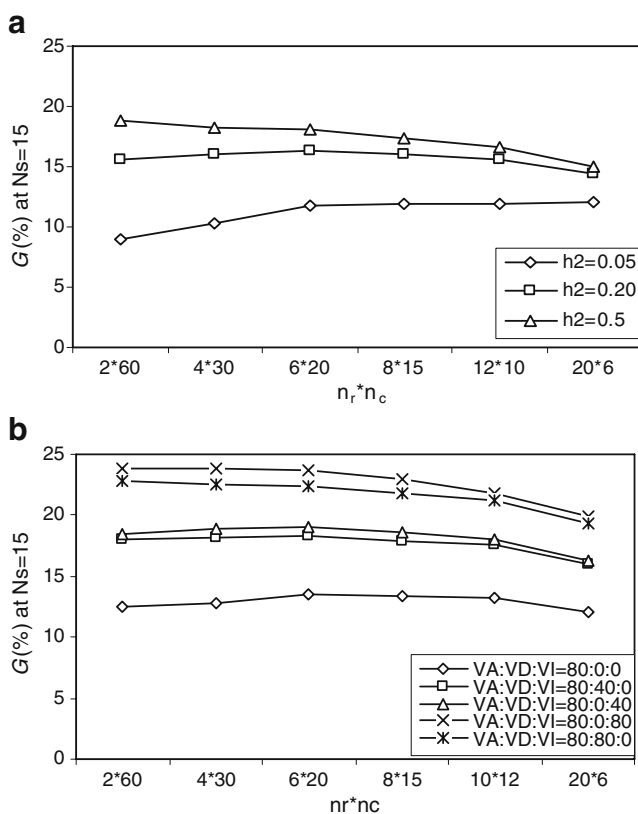 a
25
20
15
10
5
0
G(%) at Ns=15
2*60 4*30 6*20 8*15 12*10 20*6
n_r*n_c
h2=0.05
h2=0.20
h2=0.5
b
25
20
15
10
5
0
G(%) at Ns=15
2*60 4*30 6*20 8*15 10*12 20*6
nr*nc
VA:VD:VI=80:0:0
VA:VD:VI=80:40:0
VA:VD:VI=80:0:40
VA:VD:VI=80:0:80
VA:VD:VI=80:80:0